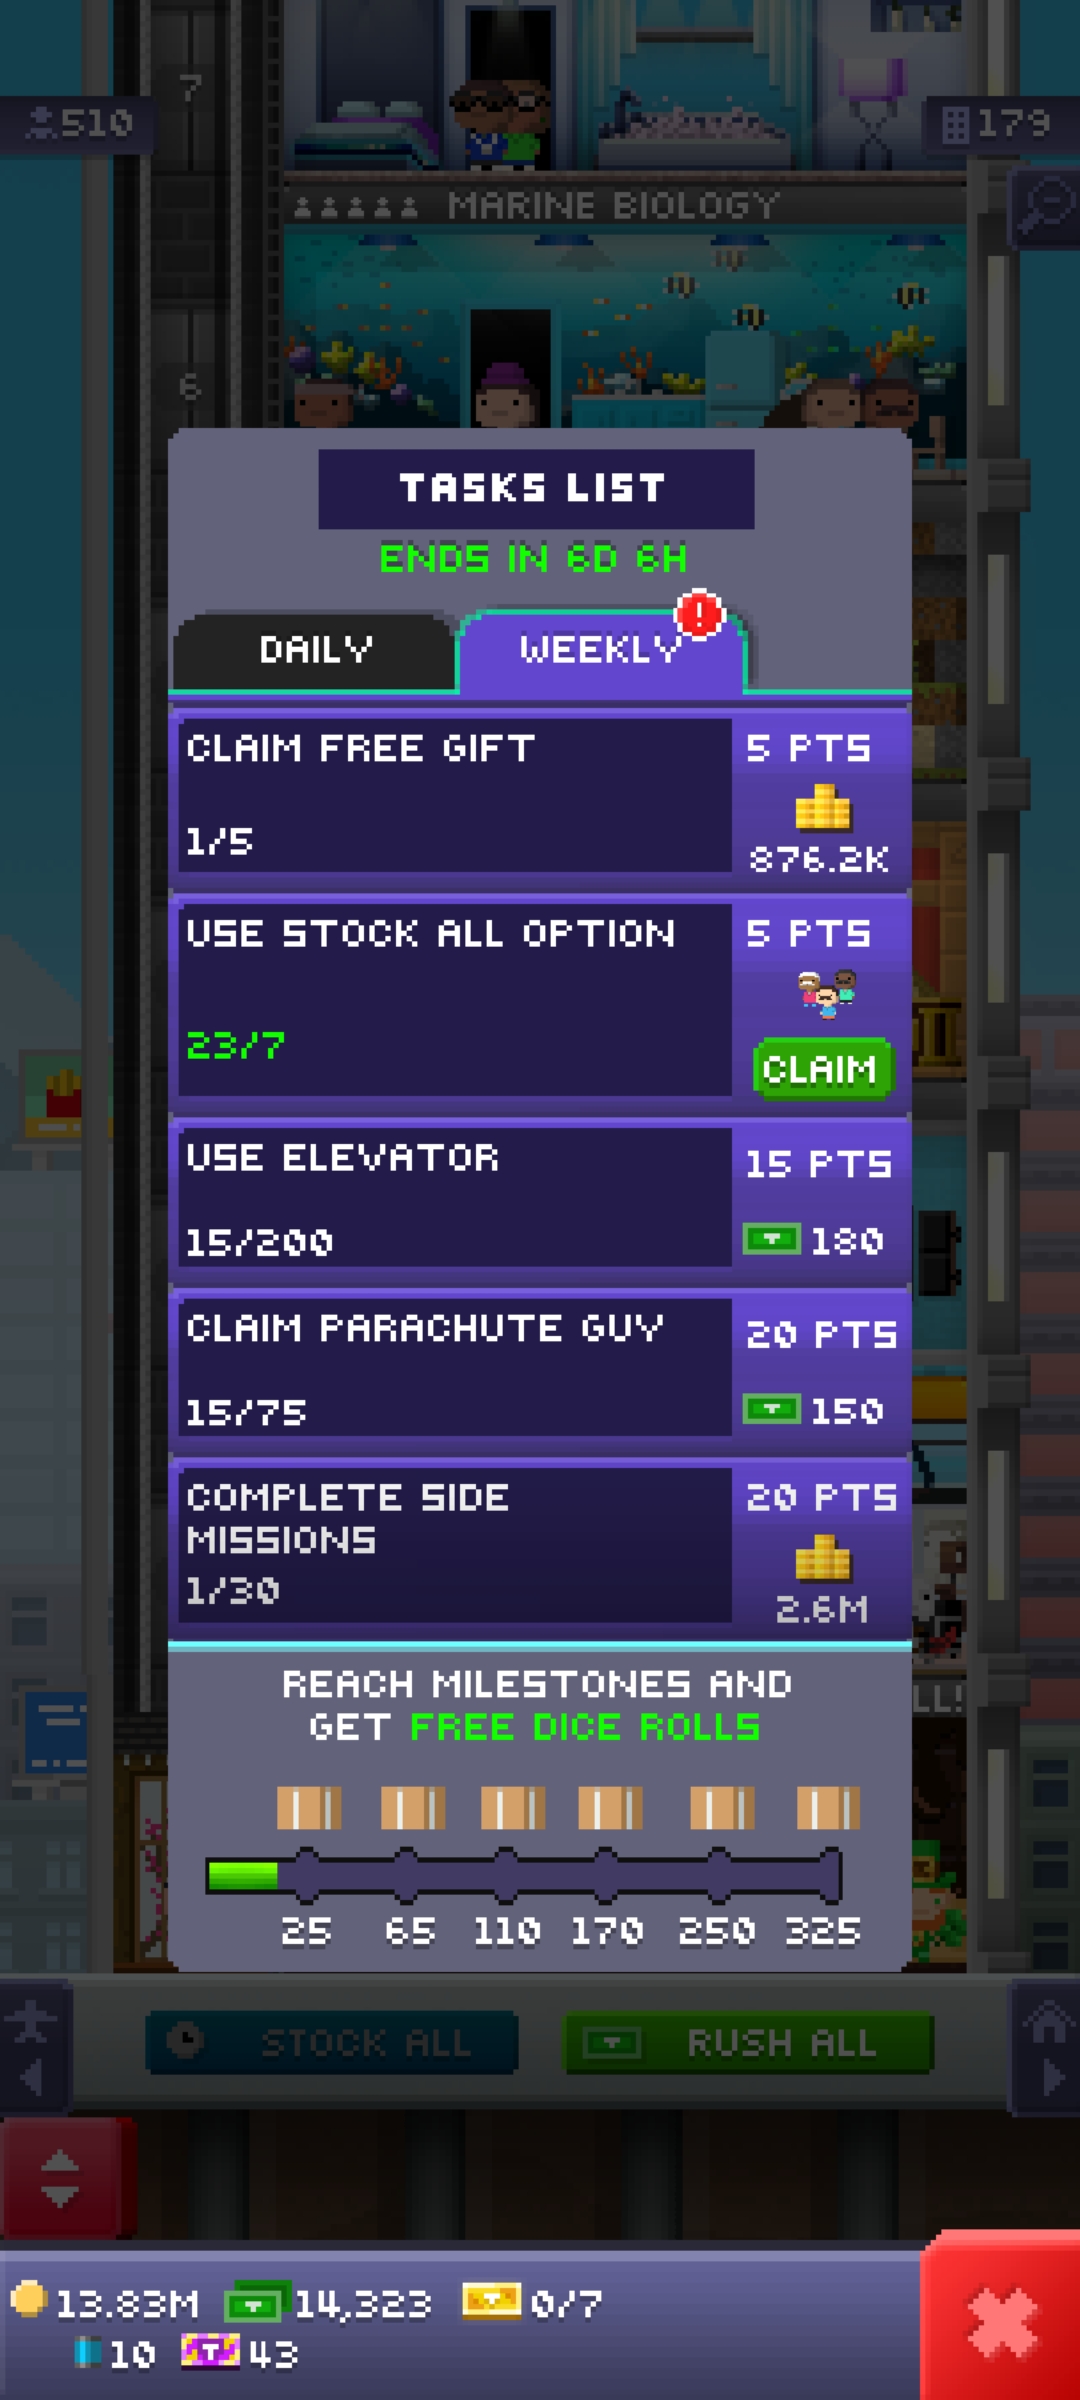 7
510
179
MARINE BIOLOGY
6
TASKS LIST
ENDS IN 6D 6H
DAILY
WEEKLY
!
CLAIM FREE GIFT
5 PTS
1/5
876.2K
USE STOCK ALL OPTION
5 PTS
23/7
CLAIM
USE ELEVATOR
15 PTS
15/200
180
CLAIM PARACHUTE GUY
20 PTS
15/75
150
COMPLETE SIDE
MISSIONS
20 PTS
1/30
2.6M
LL!
REACH MILESTONES AND
GET FREE DICE ROLLS
25 65 110 170 250 325
STOCK ALL
RUSH ALL
13.83M 14,323 0/7
10 43